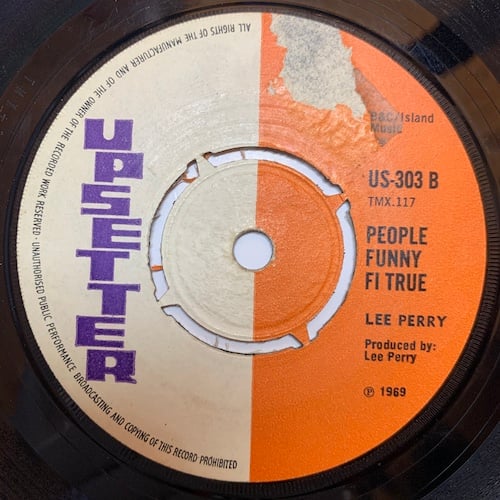 ALL RIGHTS OF THE MANUFACTURER AND OF THE OWNER OF THE RECORDED WORK RESERVED · UNAUTHORISED PUBLIC PERFORMANCE BROADCASTING AND COPYING OF THIS RECORD PROHIBITED
UPSETTER
B&C/Island
Music
US-303 B
TMX.117
PEOPLE
FUNNY
FI TRUE
LEE PERRY
Produced by:
Lee Perry
℗ 1969